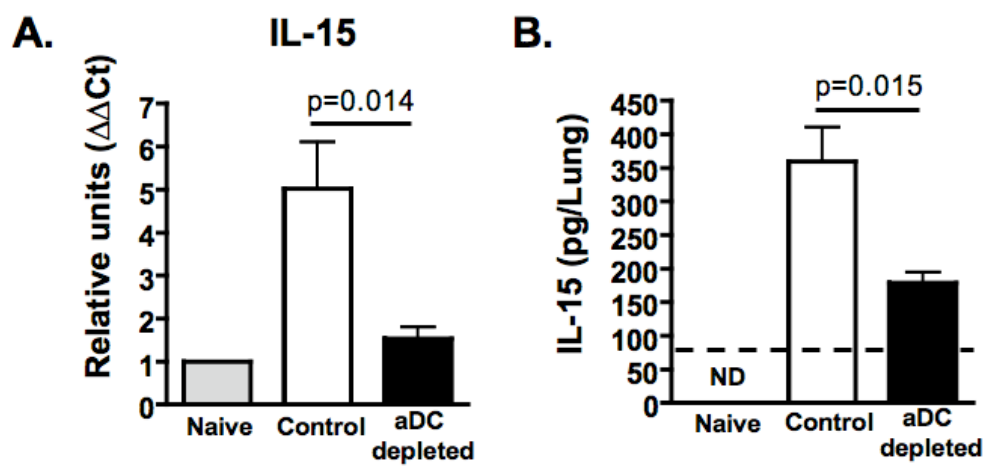 A.
IL-15
Relative units (ΔΔCt)
7
6
5
4
3
2
1
0
p=0.014
Naive
Control
aDC
depleted
B.
IL-15 (pg/Lung)
450
400
350
300
250
200
150
100
50
0
p=0.015
ND
Naive
Control
aDC
depleted